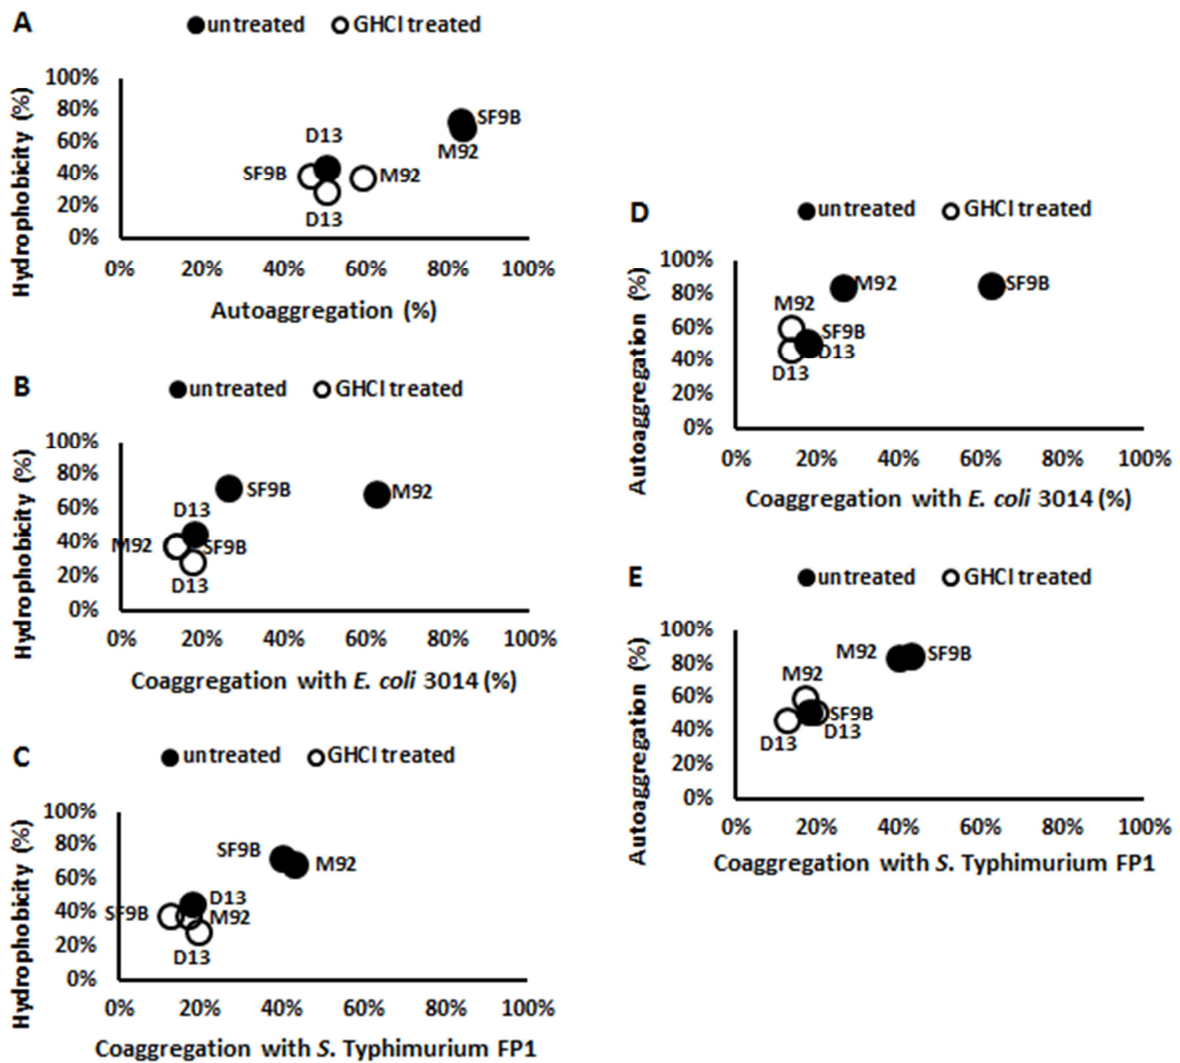 A
untreated GHCl treated
100%
80%
60%
40%
20%
0%
Hydrophobicity (%)
SF9B
M92
D13
SF9B
M92
D13
0% 20% 40% 60% 80% 100%
Autoaggregation (%)
B
untreated GHCl treated
100%
80%
60%
40%
20%
0%
Hydrophobicity (%)
SF9B
M92
D13
M92
SF9B
D13
0% 20% 40% 60% 80% 100%
Coaggregation with E. coli 3014 (%)
C
untreated GHCl treated
100%
80%
60%
40%
20%
0%
Hydrophobicity (%)
SF9B
M92
D13
SF9B
M92
D13
0% 20% 40% 60% 80% 100%
Coaggregation with S. Typhimurium FP1
D
untreated GHCl treated
100%
80%
60%
40%
20%
0%
Autoaggregation (%)
M92
SF9B
M92
SF9B
D13
D13
0% 20% 40% 60% 80% 100%
Coaggregation with E. coli 3014 (%)
E
untreated GHCl treated
100%
80%
60%
40%
20%
0%
Autoaggregation (%)
M92
SF9B
M92
SF9B
D13
D13
0% 20% 40% 60% 80% 100%
Coaggregation with S. Typhimurium FP1